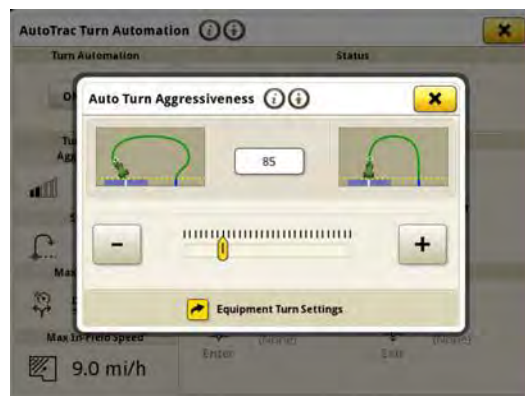 AutoTrac Turn Automation
Turn Automation
Status
Auto Turn Aggressiveness
85
Equipment Turn Settings
Max In-Field Speed
Enter
(None)
Exit
(None)
9.0 mi/h